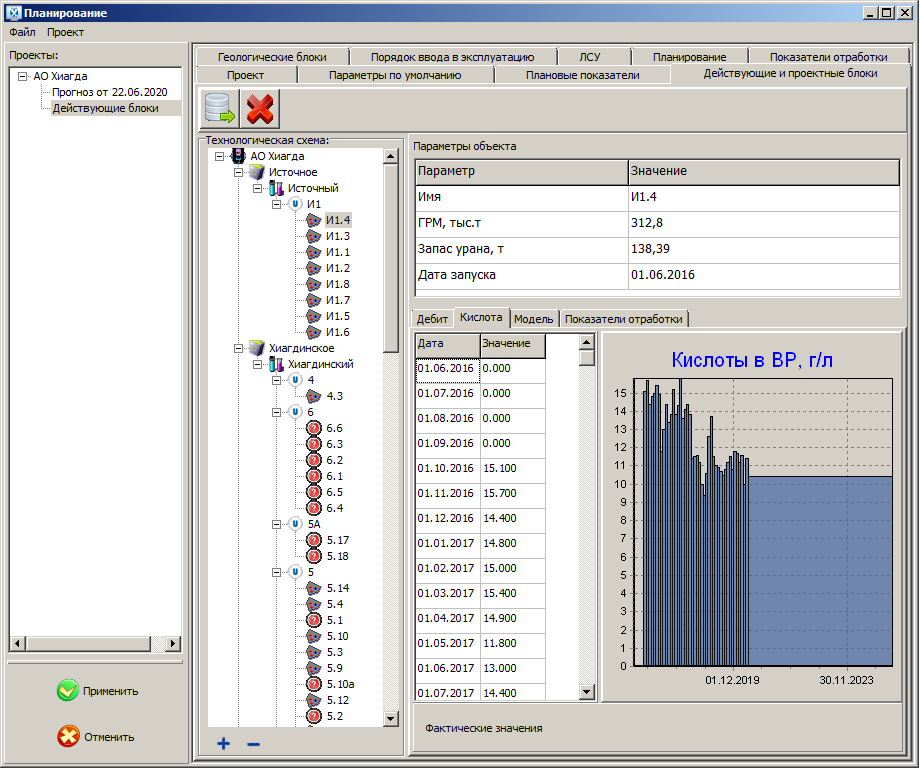 Планирование
Файл Проект
Проекты:
АО Хиагда
Прогноз от 22.06.2020
Действующие блоки
Применить
Отменить
Геологические блоки Порядок ввода в эксплуатацию ЛСУ Планирование Показатели отработки
Проект Параметры по умолчанию Плановые показатели Действующие и проектные блоки
Технологическая схема:
АО Хиагда
Источное
Источный
И1
И1.4
И1.3
И1.1
И1.2
И1.8
И1.7
И1.5
И1.6
Хиагдинское
Хиагдинский
4
4.3
6
6.6
6.3
6.2
6.1
6.5
6.4
5А
5.17
5.18
5
5.14
5.4
5.1
5.10
5.3
5.9
5.10а
5.12
5.2
Параметры объекта
Параметр Значение
Имя И1.4
ГРМ, тыс.т 312,8
Запас урана, т 138,39
Дата запуска 01.06.2016
Дебит Кислота Модель Показатели отработки
Дата Значение
01.06.2016 0.000
01.07.2016 0.000
01.08.2016 0.000
01.09.2016 0.000
01.10.2016 15.100
01.11.2016 15.700
01.12.2016 14.400
01.01.2017 14.800
01.02.2017 15.000
01.03.2017 15.400
01.04.2017 14.900
01.05.2017 11.800
01.06.2017 13.000
01.07.2017 14.400
Кислоты в ВР, г/л
15
14
13
12
11
10
9
8
7
6
5
4
3
2
1
0
01.12.2019 30.11.2023
Фактические значения